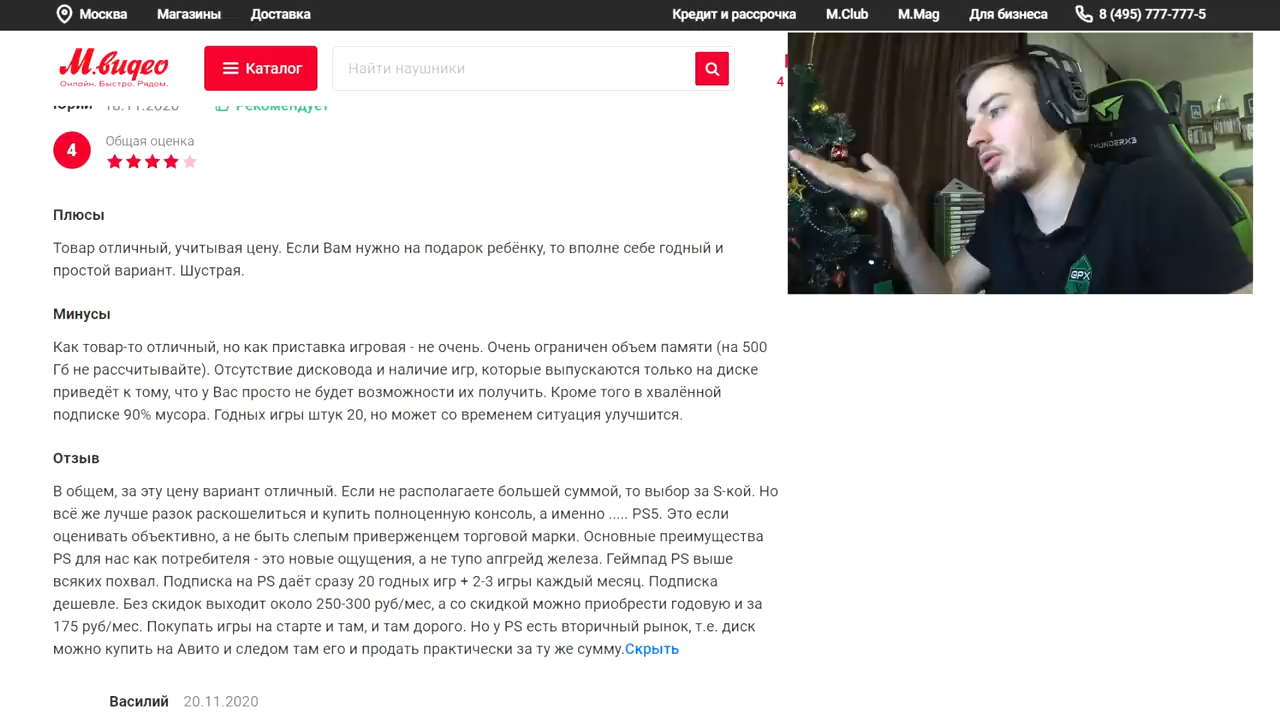 Москва Магазины Доставка Кредит и рассрочка M.Club M.Mag Для бизнеса 8 (495) 777-777-5
М.видео
Онлайн. Быстро. Рядом.
Каталог
Найти наушники
4
Юрий 18.11.2020 Рекомендует
4
Общая оценка
Плюсы
Товар отличный, учитывая цену. Если Вам нужно на подарок ребёнку, то вполне себе годный и
простой вариант. Шустрая.
Минусы
Как товар-то отличный, но как приставка игровая - не очень. Очень ограничен объем памяти (на 500
Гб не рассчитывайте). Отсутствие дисковода и наличие игр, которые выпускаются только на диске
приведёт к тому, что у Вас просто не будет возможности их получить. Кроме того в хвалённой
подписке 90% мусора. Годных игры штук 20, но может со временем ситуация улучшится.
Отзыв
В общем, за эту цену вариант отличный. Если не располагаете большей суммой, то выбор за S-кой. Но
всё же лучше разок раскошелиться и купить полноценную консоль, а именно ..... PS5. Это если
оценивать объективно, а не быть слепым приверженцем торговой марки. Основные преимущества
PS для нас как потребителя - это новые ощущения, а не тупо апгрейд железа. Геймпад PS выше
всяких похвал. Подписка на PS даёт сразу 20 годных игр + 2-3 игры каждый месяц. Подписка
дешевле. Без скидок выходит около 250-300 руб/мес, а со скидкой можно приобрести годовую и за
175 руб/мес. Покупать игры на старте и там, и там дорого. Но у PS есть вторичный рынок, т.е. диск
можно купить на Авито и следом там его и продать практически за ту же сумму.Скрыть
Василий 20.11.2020
THUNDERX3